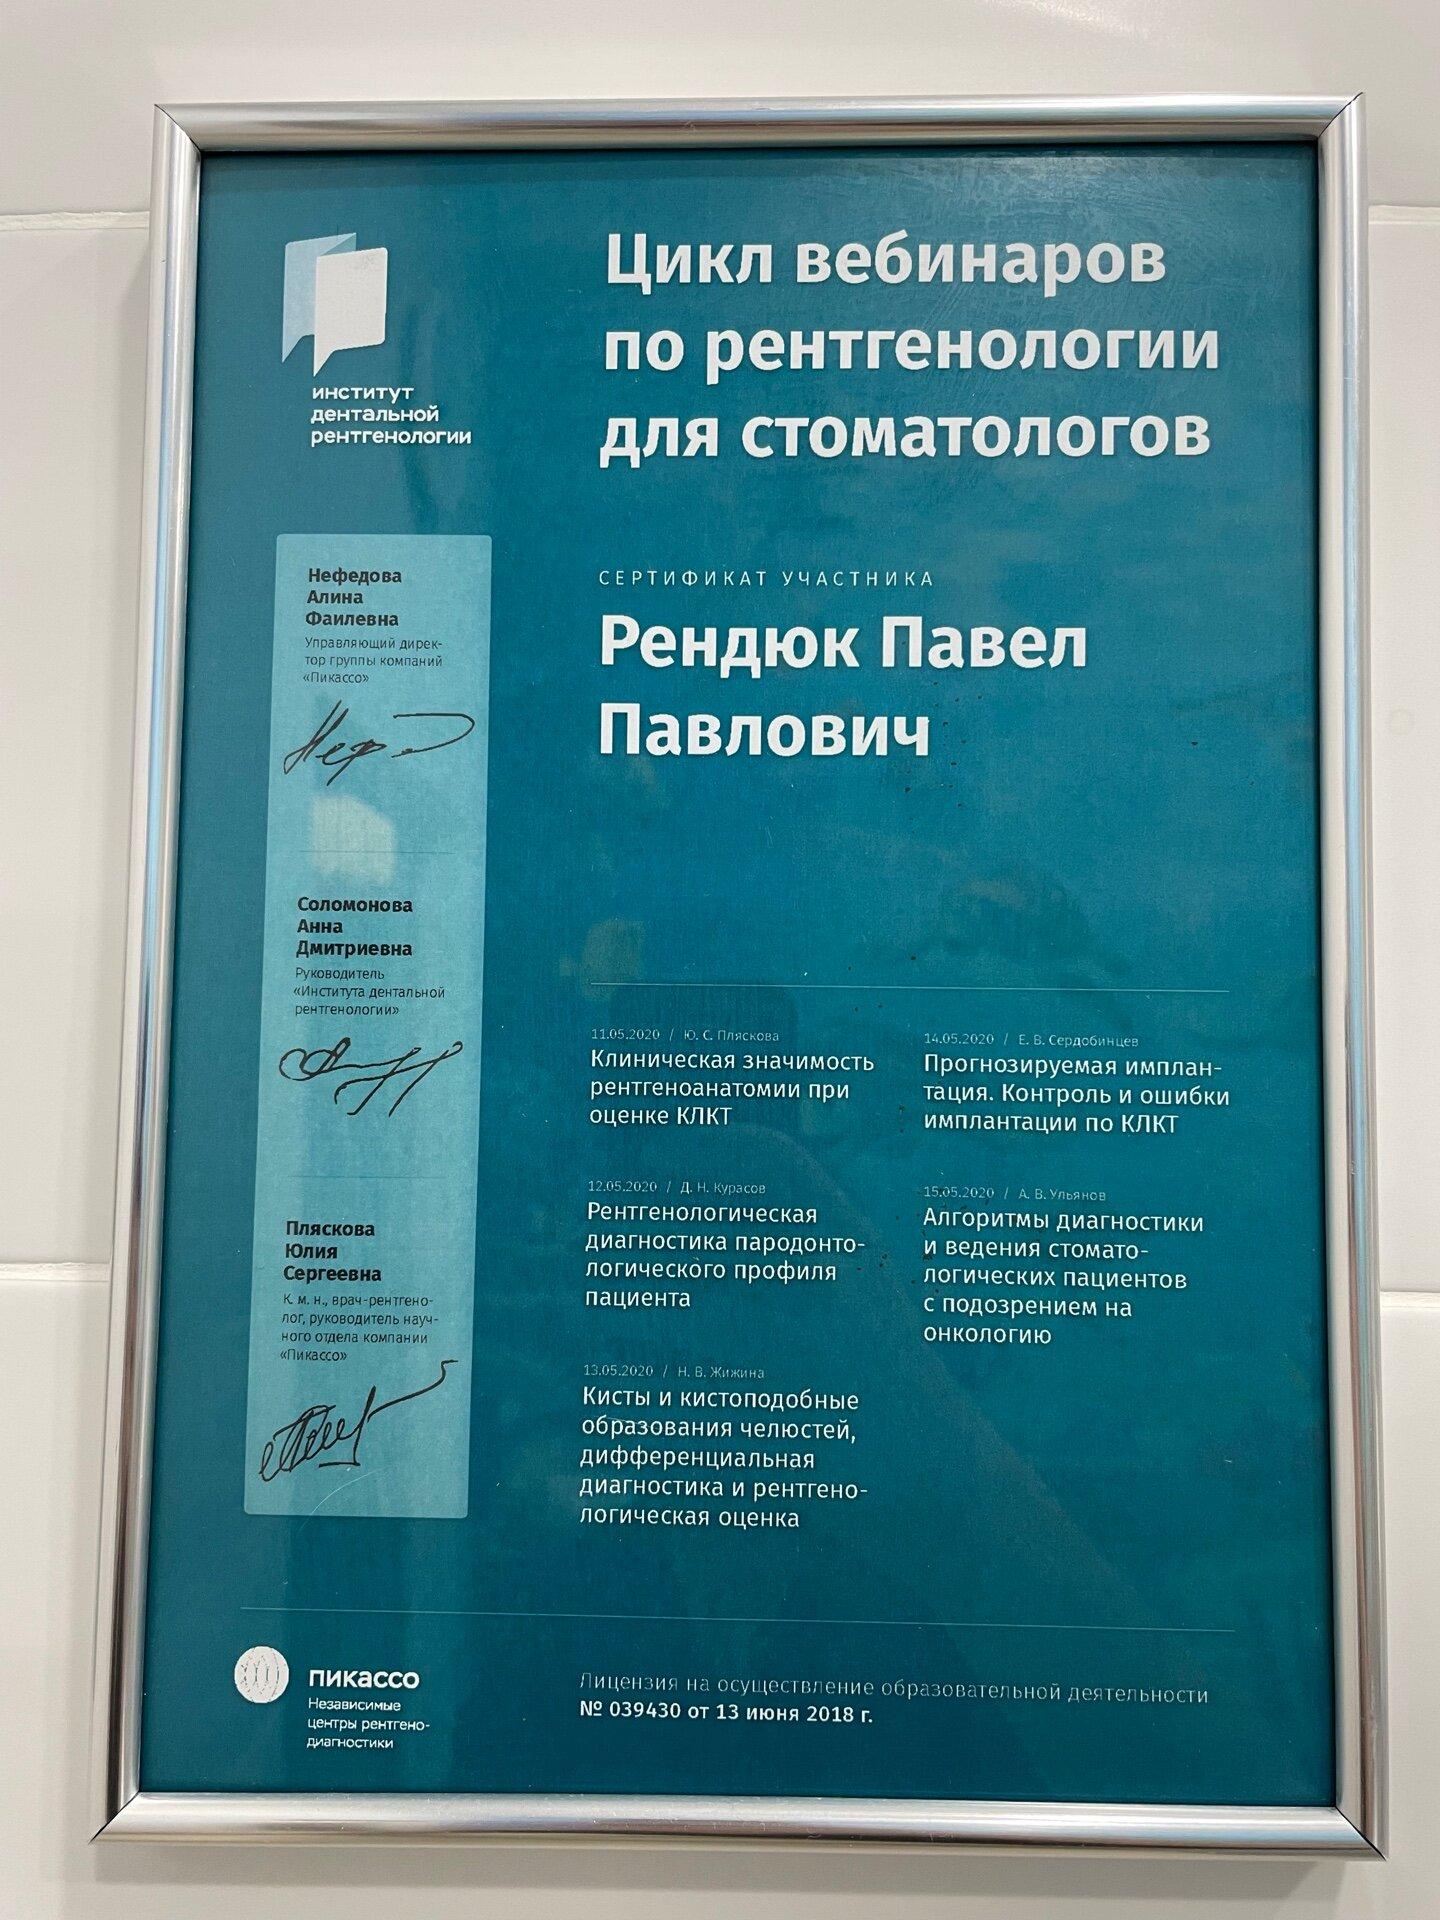 институт
дентальной
рентгенологии
Цикл вебинаров
по рентгенологии
для стоматологов
Нефедова
Алина
Фаилевна
Управляющий дирек-
тор группы компаний
«Пикассо»
Соломонова
Анна
Дмитриевна
Руководитель
«Института дентальной
рентгенологии»
Пляскова
Юлия
Сергеевна
К. м. н., врач-рентгено-
лог, руководитель науч-
ного отдела компании
«Пикассо»
СЕРТИФИКАТ УЧАСТНИКА
Рендюк Павел
Павлович
11.05.2020 / Ю. С. Пляскова
Клиническая значимость
рентгеноанатомии при
оценке КЛКТ
12.05.2020 / Д. Н. Курасов
Рентгенологическая
диагностика пародонто-
логического профиля
пациента
13.05.2020 / Н. В. Жижина
Кисты и кистоподобные
образования челюстей,
дифференциальная
диагностика и рентгено-
логическая оценка
14.05.2020 / Е. В. Сердобинцев
Прогнозируемая имплан-
тация. Контроль и ошибки
имплантации по КЛКТ
15.05.2020 / А. В. Ульянов
Алгоритмы диагностики
и ведения стомато-
логических пациентов
с подозрением на
онкологию
пикассо
Независимые
центры рентгено-
диагностики
Лицензия на осуществление образовательной деятельности
№ 039430 от 13 июня 2018 г.